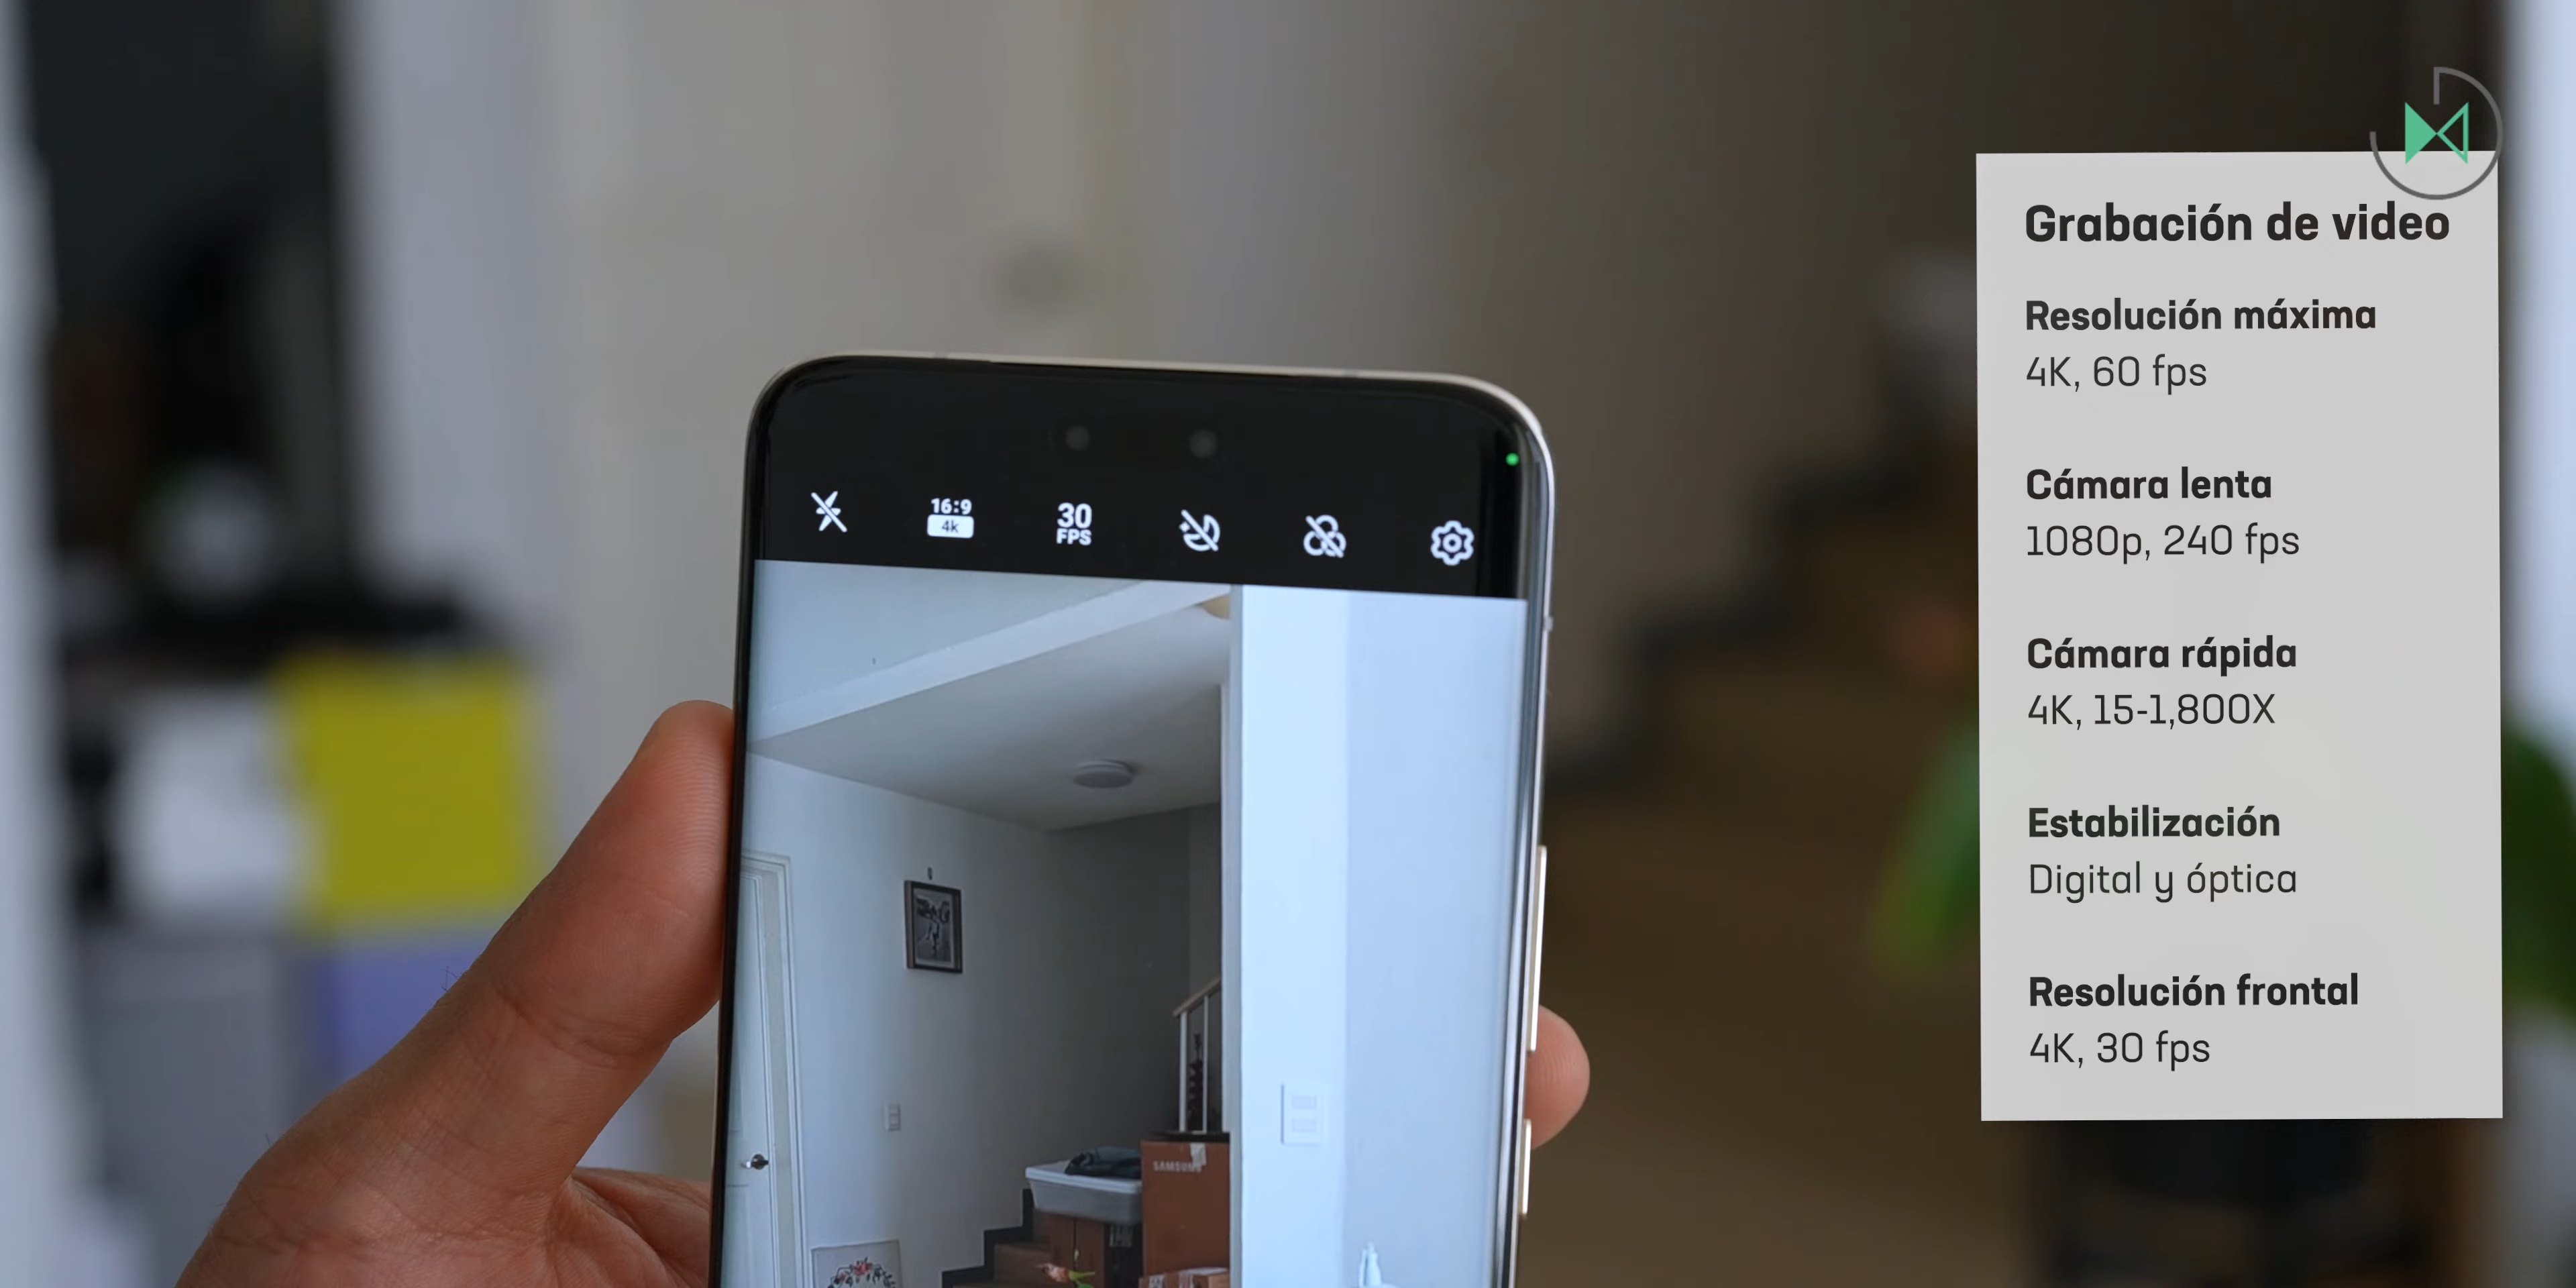 16:9
4k
30
FPS
SAMSUNG
Grabación de video
Resolución máxima
4K, 60 fps
Cámara lenta
1080p, 240 fps
Cámara rápida
4K, 15-1,800X
Estabilización
Digital y óptica
Resolución frontal
4K, 30 fps